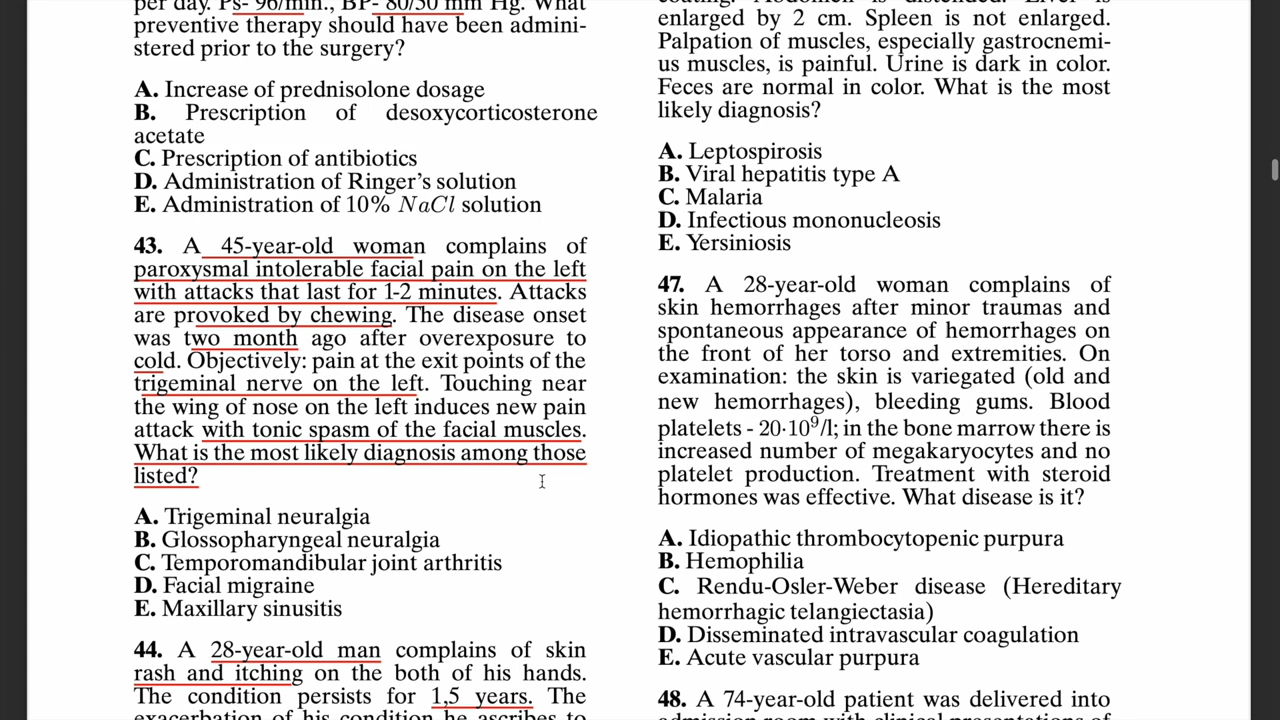 per day. Ps- 96/min., BP- 80/50 mm Hg. What
preventive therapy should have been admini-
stered prior to the surgery?
A. Increase of prednisolone dosage
B. Prescription of desoxycorticosterone
acetate
C. Prescription of antibiotics
D. Administration of Ringer's solution
E. Administration of 10% NaCl solution
43. A 45-year-old woman complains of
paroxysmal intolerable facial pain on the left
with attacks that last for 1-2 minutes. Attacks
are provoked by chewing. The disease onset
was two month ago after overexposure to
cold. Objectively: pain at the exit points of the
trigeminal nerve on the left. Touching near
the wing of nose on the left induces new pain
attack with tonic spasm of the facial muscles.
What is the most likely diagnosis among those
listed?
A. Trigeminal neuralgia
B. Glossopharyngeal neuralgia
C. Temporomandibular joint arthritis
D. Facial migraine
E. Maxillary sinusitis
44. A 28-year-old man complains of skin
rash and itching on the both of his hands.
The condition persists for 1,5 years. The
exacerbation of his condition he ascribes to
coating. Abdomen is distended. Liver is
enlarged by 2 cm. Spleen is not enlarged.
Palpation of muscles, especially gastrocnemi-
us muscles, is painful. Urine is dark in color.
Feces are normal in color. What is the most
likely diagnosis?
A. Leptospirosis
B. Viral hepatitis type A
C. Malaria
D. Infectious mononucleosis
E. Yersiniosis
47. A 28-year-old woman complains of
skin hemorrhages after minor traumas and
spontaneous appearance of hemorrhages on
the front of her torso and extremities. On
examination: the skin is variegated (old and
new hemorrhages), bleeding gums. Blood
platelets - 20·10⁹/l; in the bone marrow there is
increased number of megakaryocytes and no
platelet production. Treatment with steroid
hormones was effective. What disease is it?
A. Idiopathic thrombocytopenic purpura
B. Hemophilia
C. Rendu-Osler-Weber disease (Hereditary
hemorrhagic telangiectasia)
D. Disseminated intravascular coagulation
E. Acute vascular purpura
48. A 74-year-old patient was delivered into
admission room with clinical presentations of